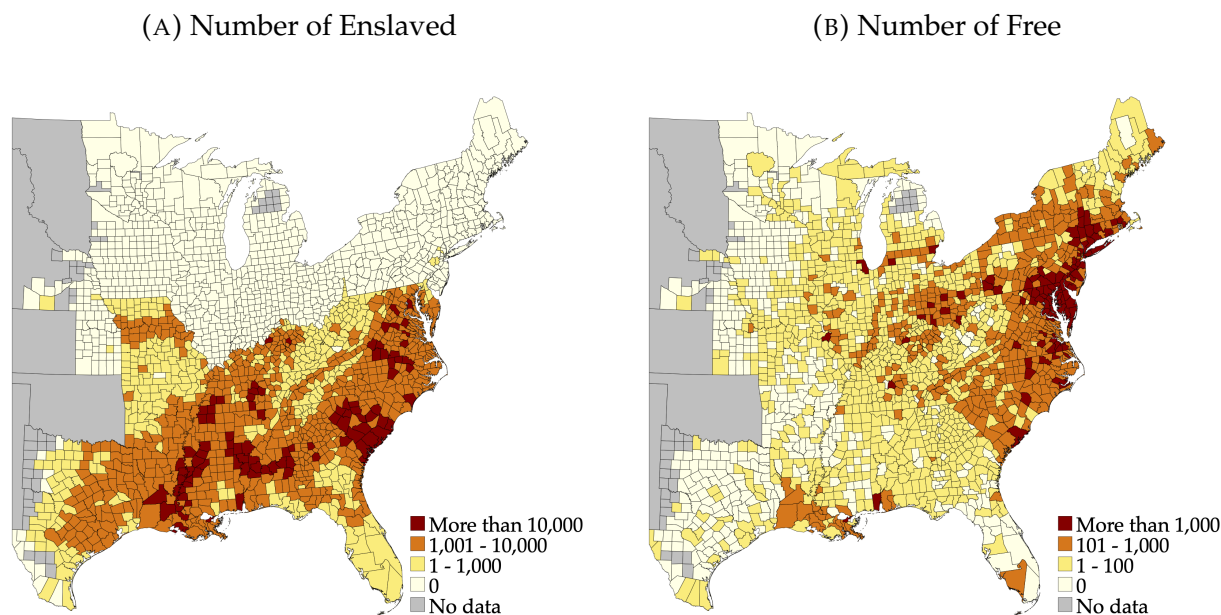 (A) Number of Enslaved
(B) Number of Free
More than 10,000
1,001 - 10,000
1 - 1,000
0
No data
More than 1,000
101 - 1,000
1 - 100
0
No data